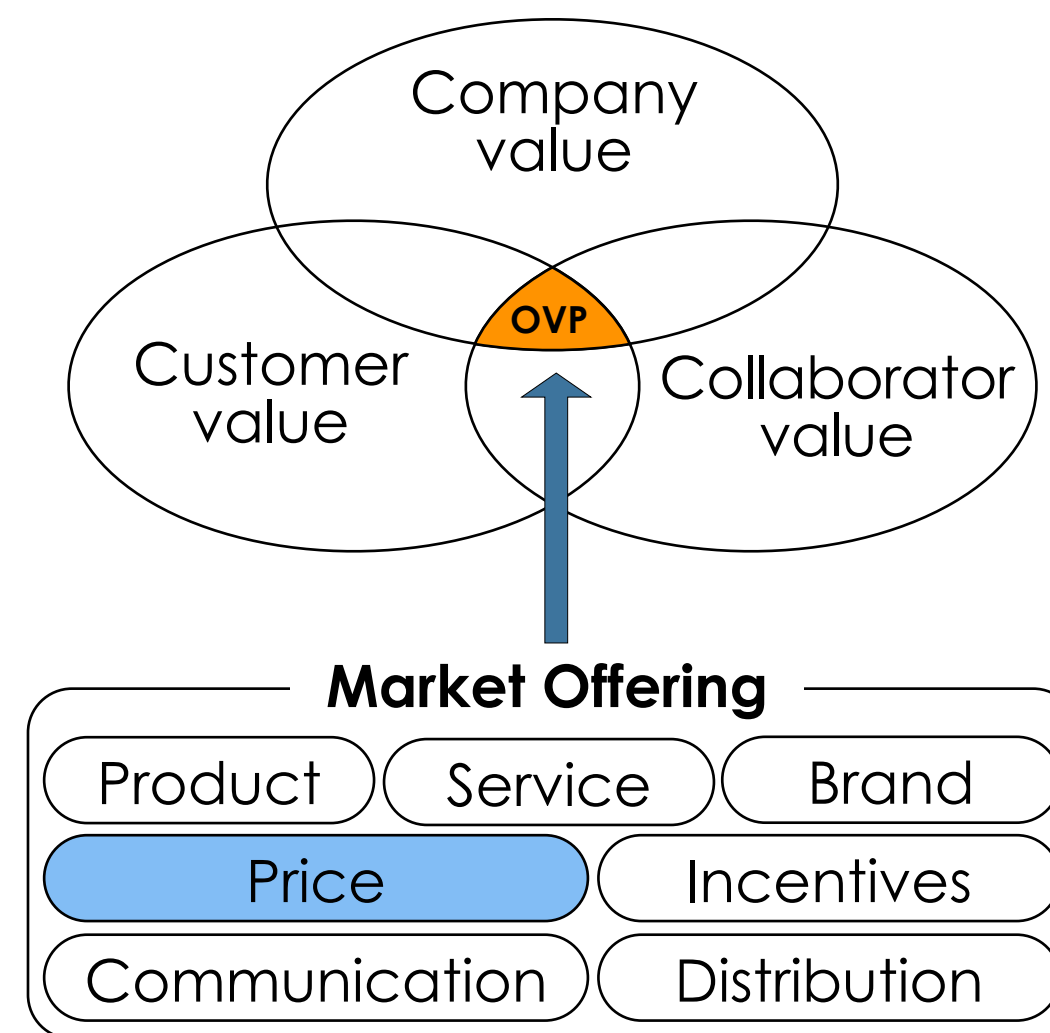 Company
value
OVP
Customer
value
Collaborator
value
Market Offering
Product
Service
Brand
Price
Incentives
Communication
Distribution